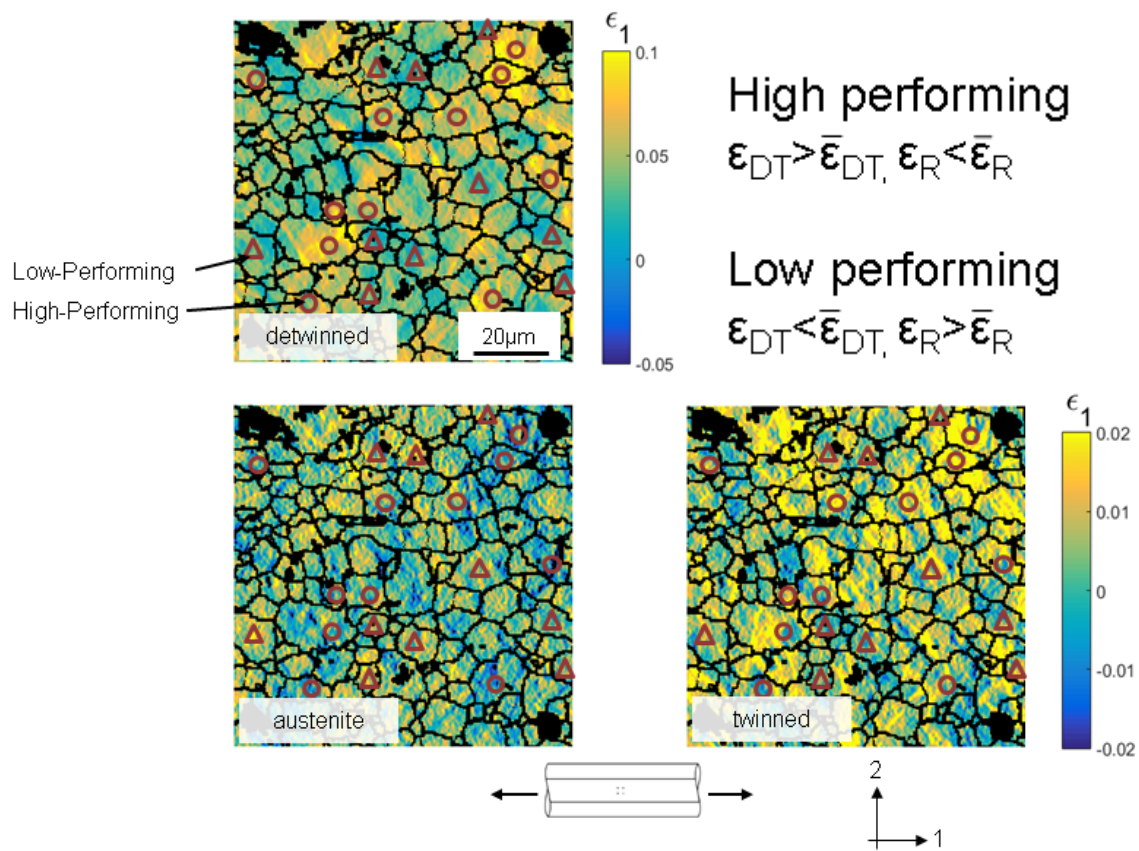 ϵ1
0.1
0.05
0
-0.05
High performing
εDT>ε̅DT, εR<ε̅R
Low performing
εDT<ε̅DT, εR>ε̅R
Low-Performing
High-Performing
detwinned
20µm
austenite
twinned
ϵ1
0.02
0.01
0
-0.01
-0.02
2
1